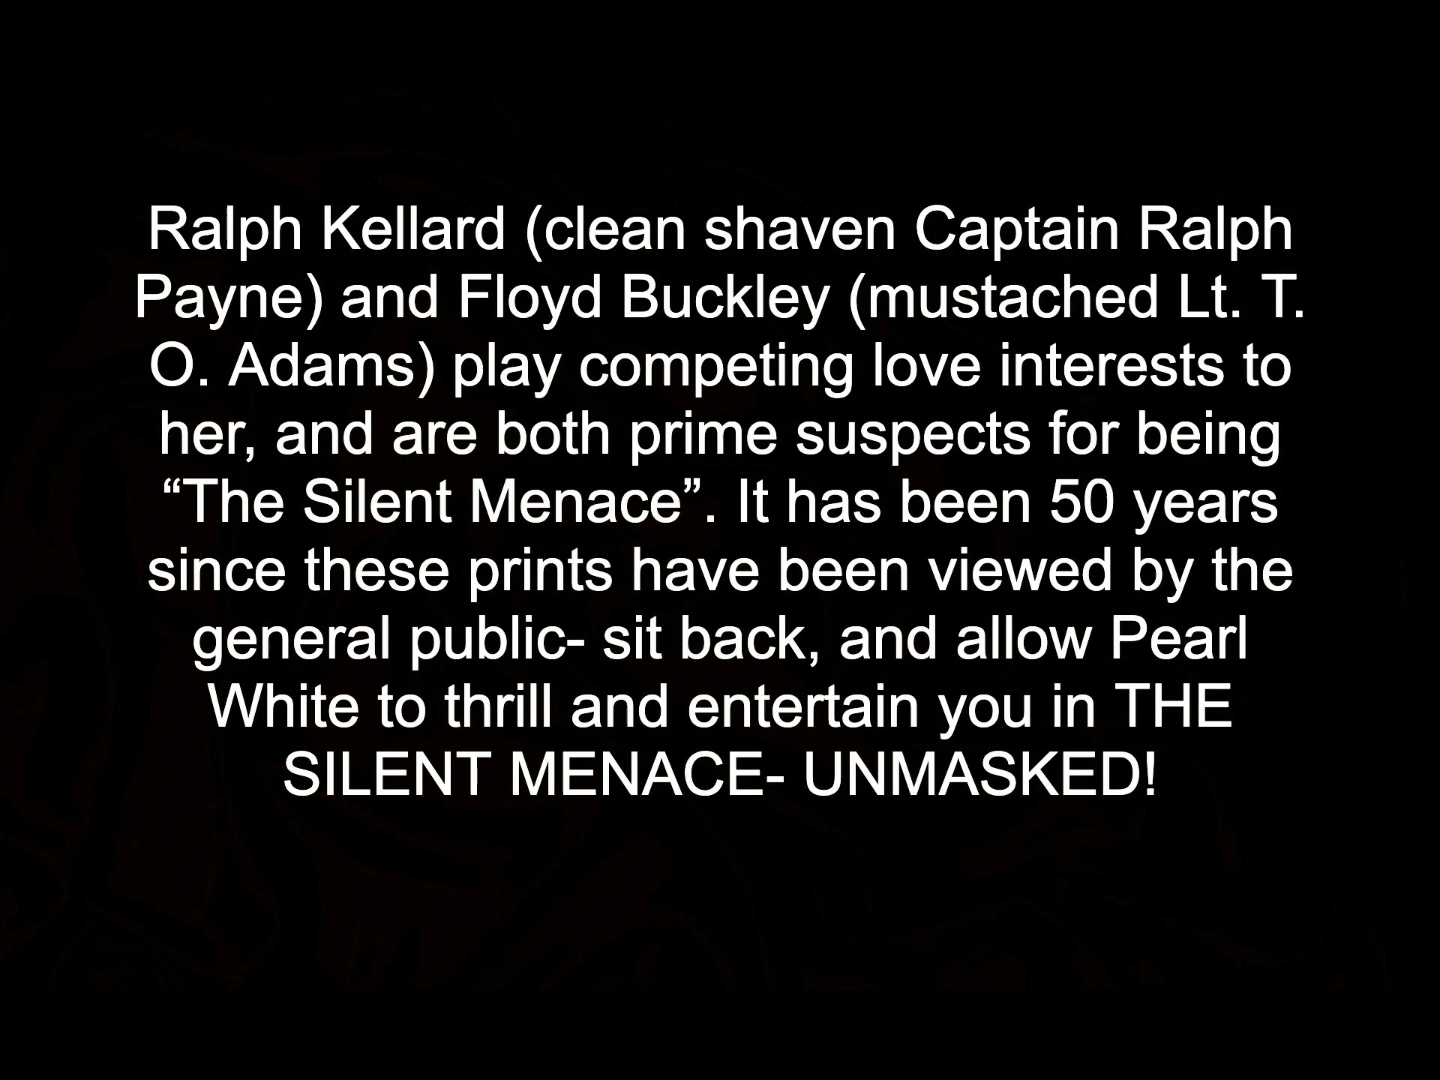 Ralph Kellard (clean shaven Captain Ralph
Payne) and Floyd Buckley (mustached Lt. T.
O. Adams) play competing love interests to
her, and are both prime suspects for being
“The Silent Menace”. It has been 50 years
since these prints have been viewed by the
general public- sit back, and allow Pearl
White to thrill and entertain you in THE
SILENT MENACE- UNMASKED!